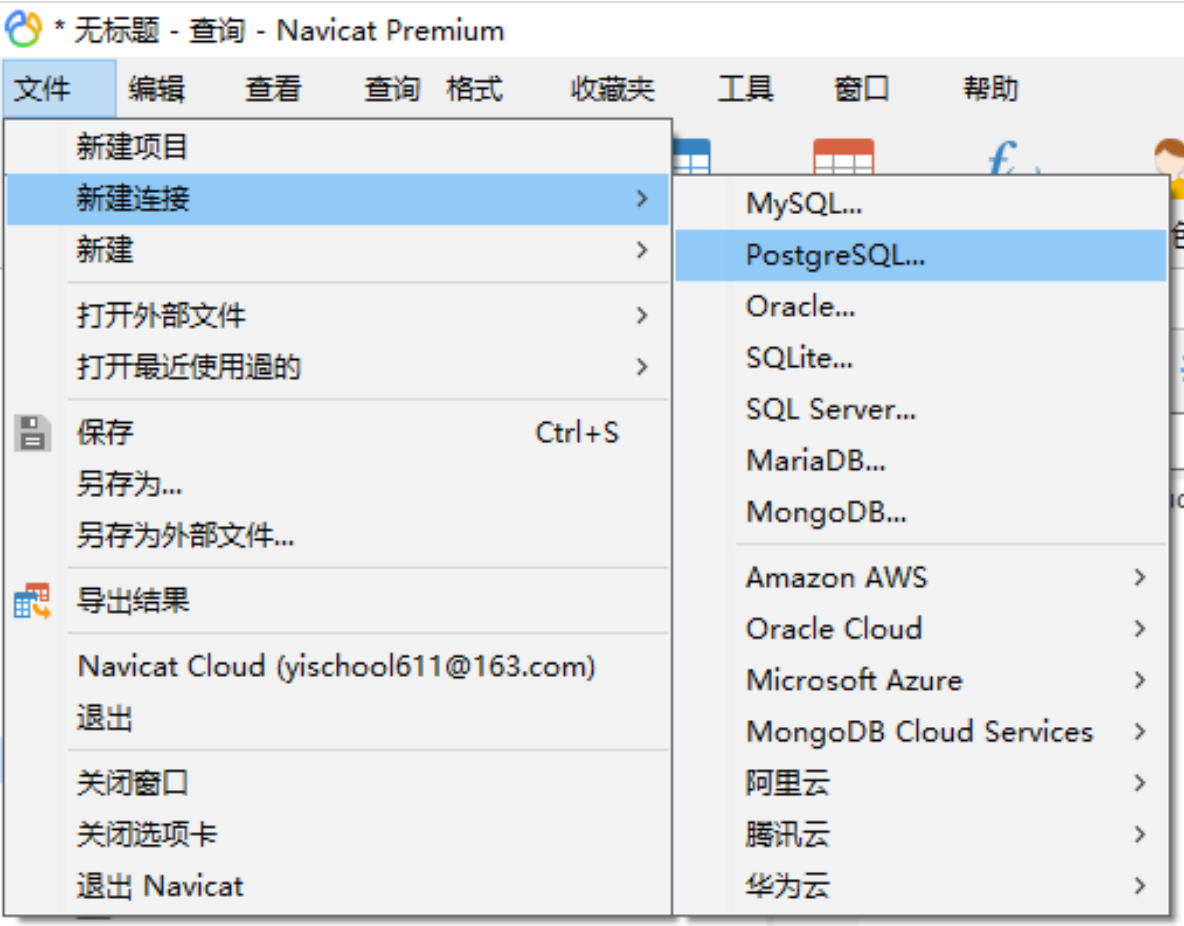 * 无标题 - 查询 - Navicat Premium
文件 编辑 查看 查询 格式 收藏夹 工具 窗口 帮助
新建项目
新建连接
新建
打开外部文件
打开最近使用過的
保存 Ctrl+S
另存为...
另存为外部文件...
导出结果
Navicat Cloud (yischool611@163.com)
退出
关闭窗口
关闭选项卡
退出 Navicat
MySQL...
PostgreSQL...
Oracle...
SQLite...
SQL Server...
MariaDB...
MongoDB...
Amazon AWS
Oracle Cloud
Microsoft Azure
MongoDB Cloud Services
阿里云
腾讯云
华为云